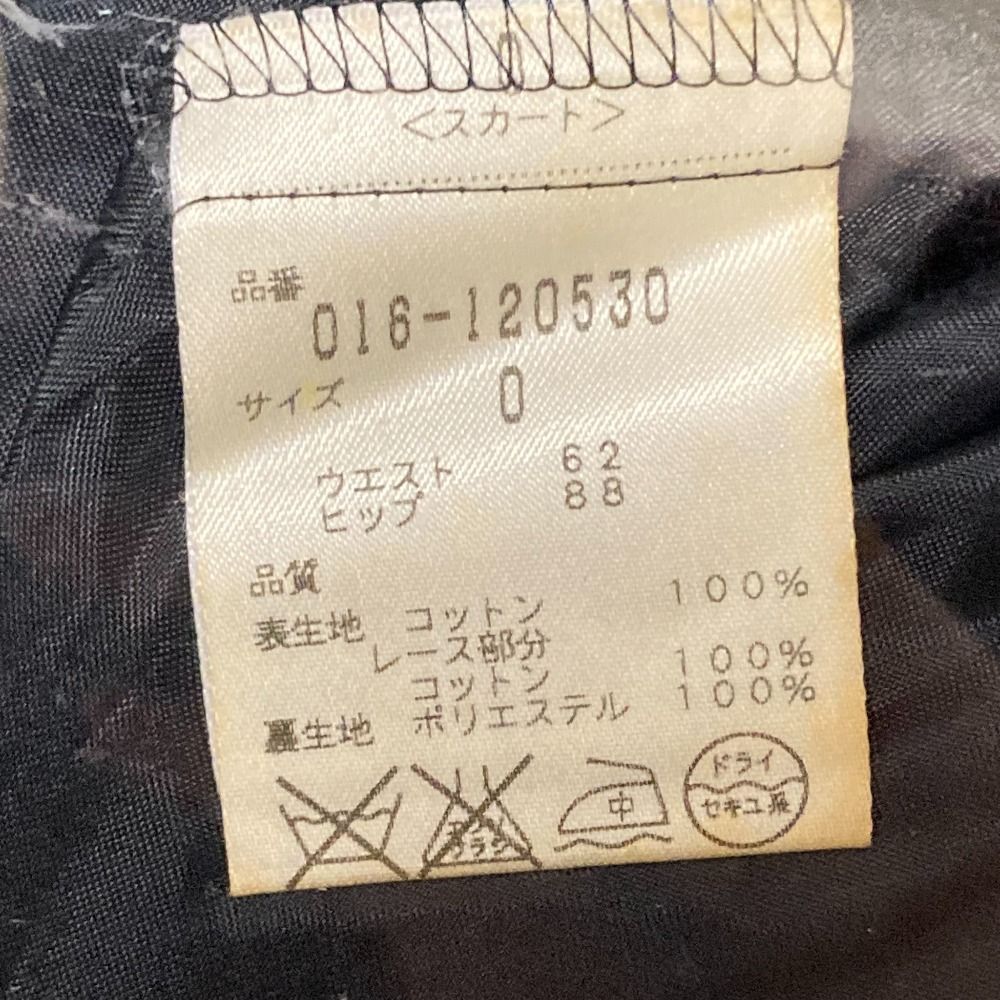 <スカート>
品番
016-120530
サイズ 0
ウエスト 62
ヒップ 88
品質
表生地 コットン 100%
レース部分
コットン 100%
裏生地 ポリエステル 100%
中
ドライ
セキユ系